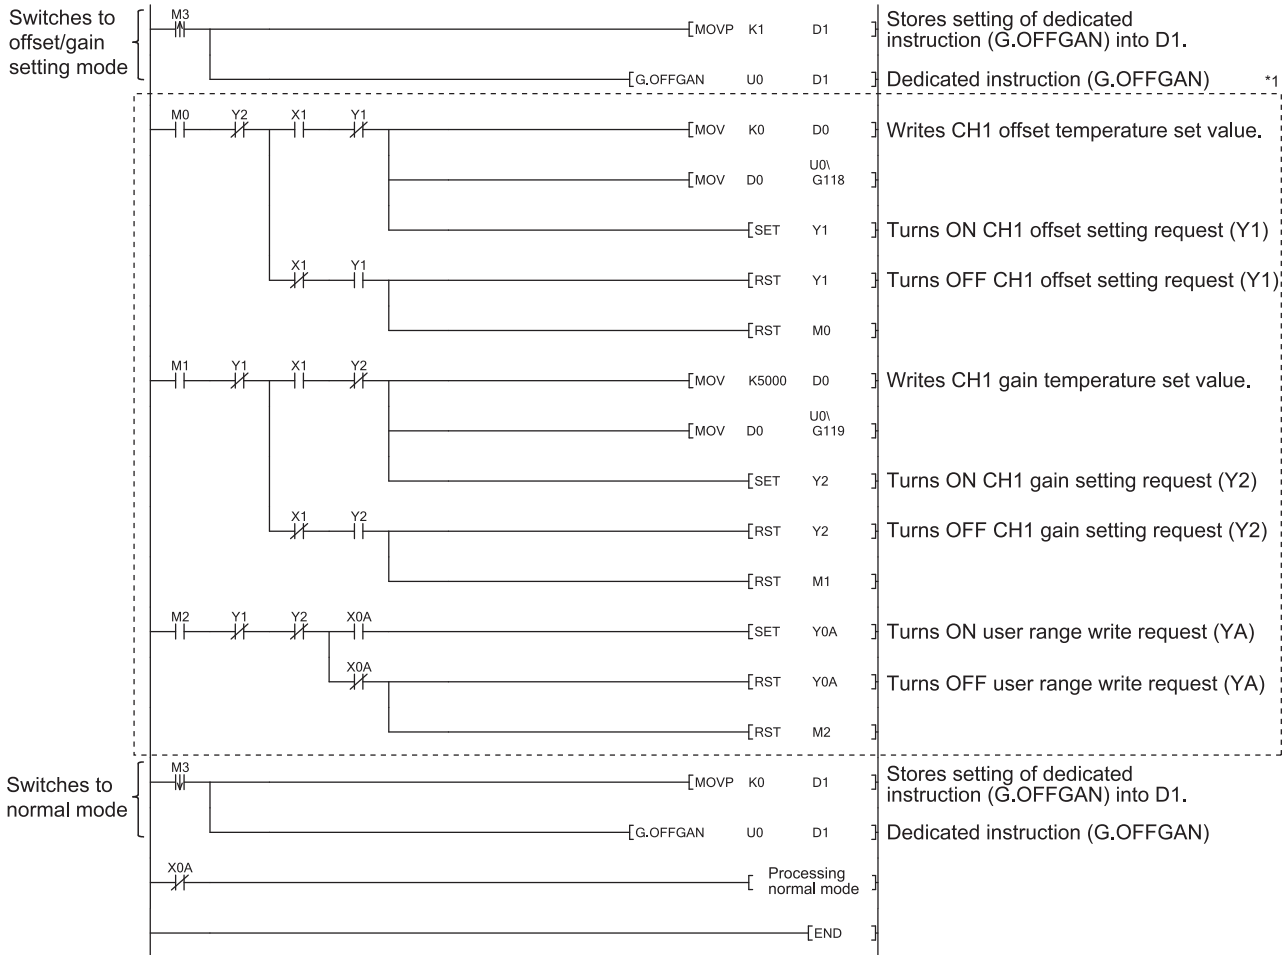 Switches to
offset/gain
setting mode
M3
MOVP K1 D1
Stores setting of dedicated
instruction (G.OFFGAN) into D1.
G.OFFGAN U0 D1
Dedicated instruction (G.OFFGAN) *1
M0 Y2 X1 Y1
MOV K0 D0
Writes CH1 offset temperature set value.
U0\
MOV D0 G118
SET Y1
Turns ON CH1 offset setting request (Y1)
X1 Y1
RST Y1
Turns OFF CH1 offset setting request (Y1)
RST M0
M1 Y1 X1 Y2
MOV K5000 D0
Writes CH1 gain temperature set value.
U0\
MOV D0 G119
SET Y2
Turns ON CH1 gain setting request (Y2)
X1 Y2
RST Y2
Turns OFF CH1 gain setting request (Y2)
RST M1
M2 Y1 Y2 X0A
SET Y0A
Turns ON user range write request (YA)
X0A
RST Y0A
Turns OFF user range write request (YA)
RST M2
Switches to
normal mode
M3
MOVP K0 D1
Stores setting of dedicated
instruction (G.OFFGAN) into D1.
G.OFFGAN U0 D1
Dedicated instruction (G.OFFGAN)
X0A
Processing
normal mode
END